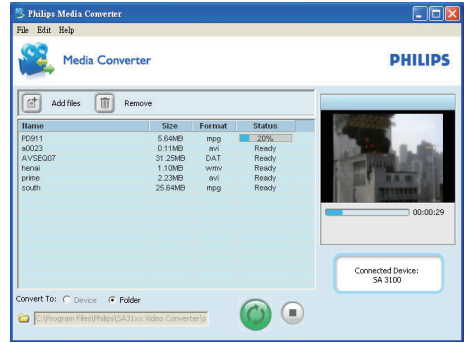 Philips Media Converter
File Edit Help
Media Converter
PHILIPS
Add files Remove
Name Size Format Status
PD911 5.64MB mpg 20%
a0023 0.11MB avi Ready
AVSEQ07 31.25MB DAT Ready
henai 1.10MB wmv Ready
prime 2.23MB avi Ready
south 25.64MB mpg Ready
00:00:29
Connected Device:
SA 3100
Convert To: Device Folder
C:\Program Files\Philips\SA31xx Video Converter\s